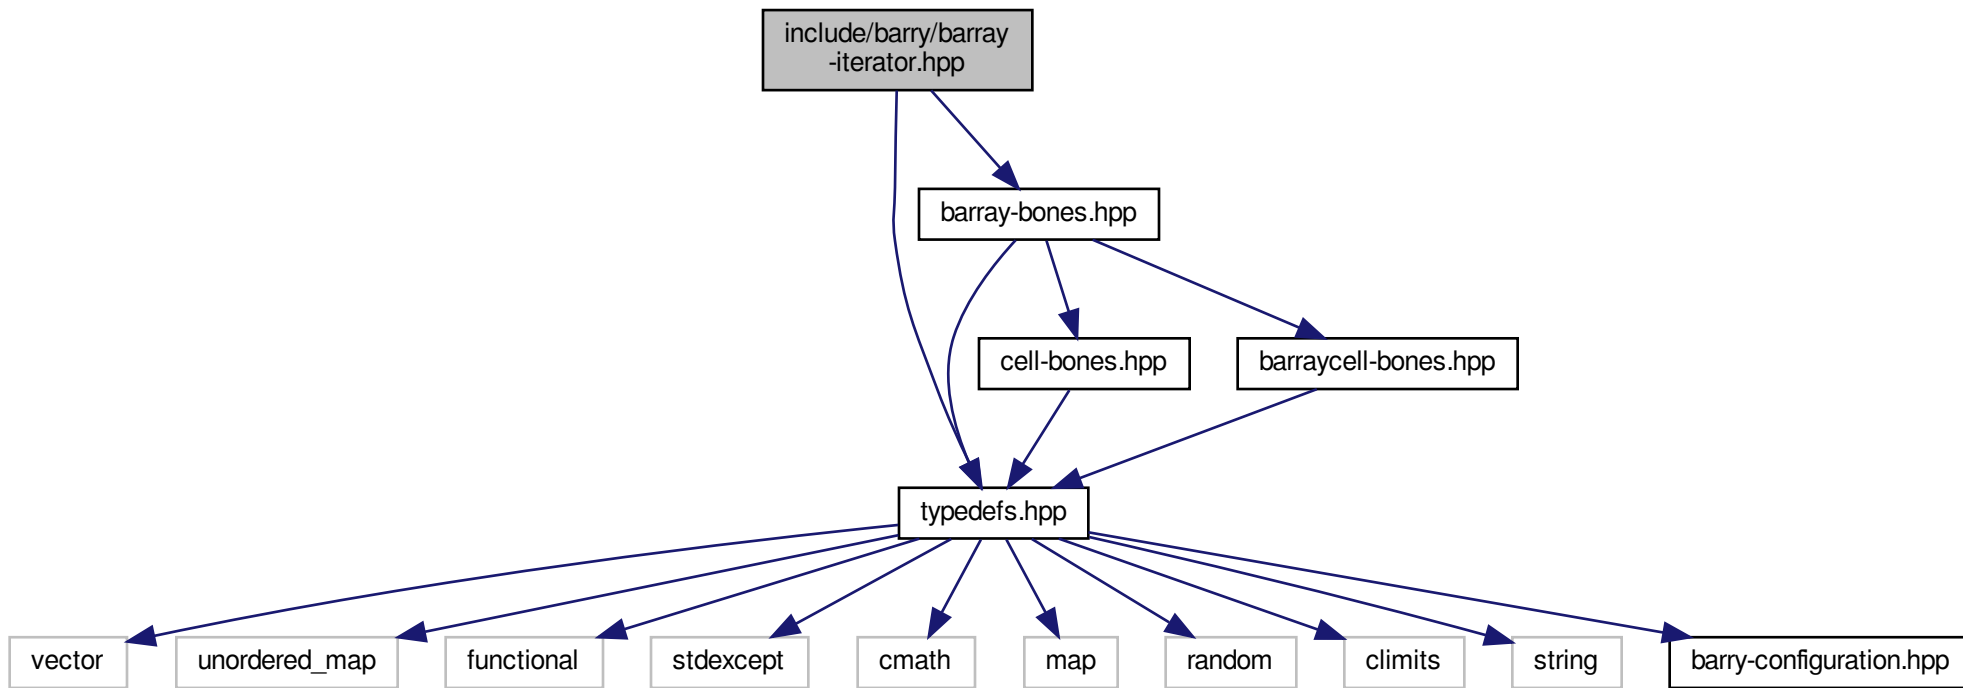 include/barry/barray
-iterator.hpp
barray-bones.hpp
cell-bones.hpp
barraycell-bones.hpp
typedefs.hpp
vector
unordered_map
functional
stdexcept
cmath
map
random
climits
string
barry-configuration.hpp